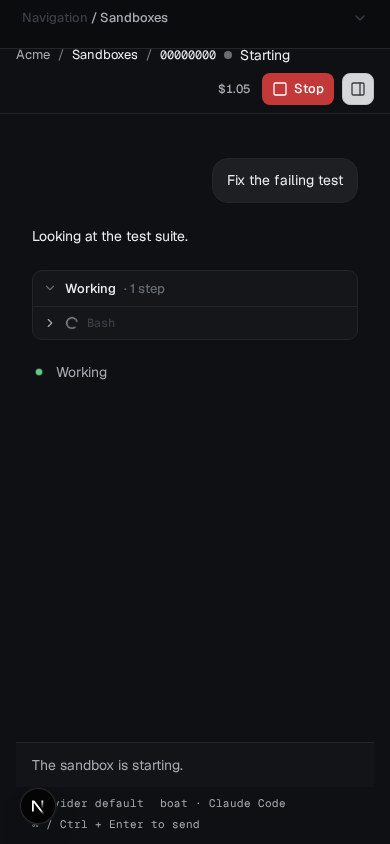 Navigation / Sandboxes
Acme / Sandboxes / 00000000 Starting
$1.05 Stop
Fix the failing test
Looking at the test suite.
Working · 1 step
Bash
Working
The sandbox is starting.
vider default boat · Claude Code
N
/ Ctrl + Enter to send